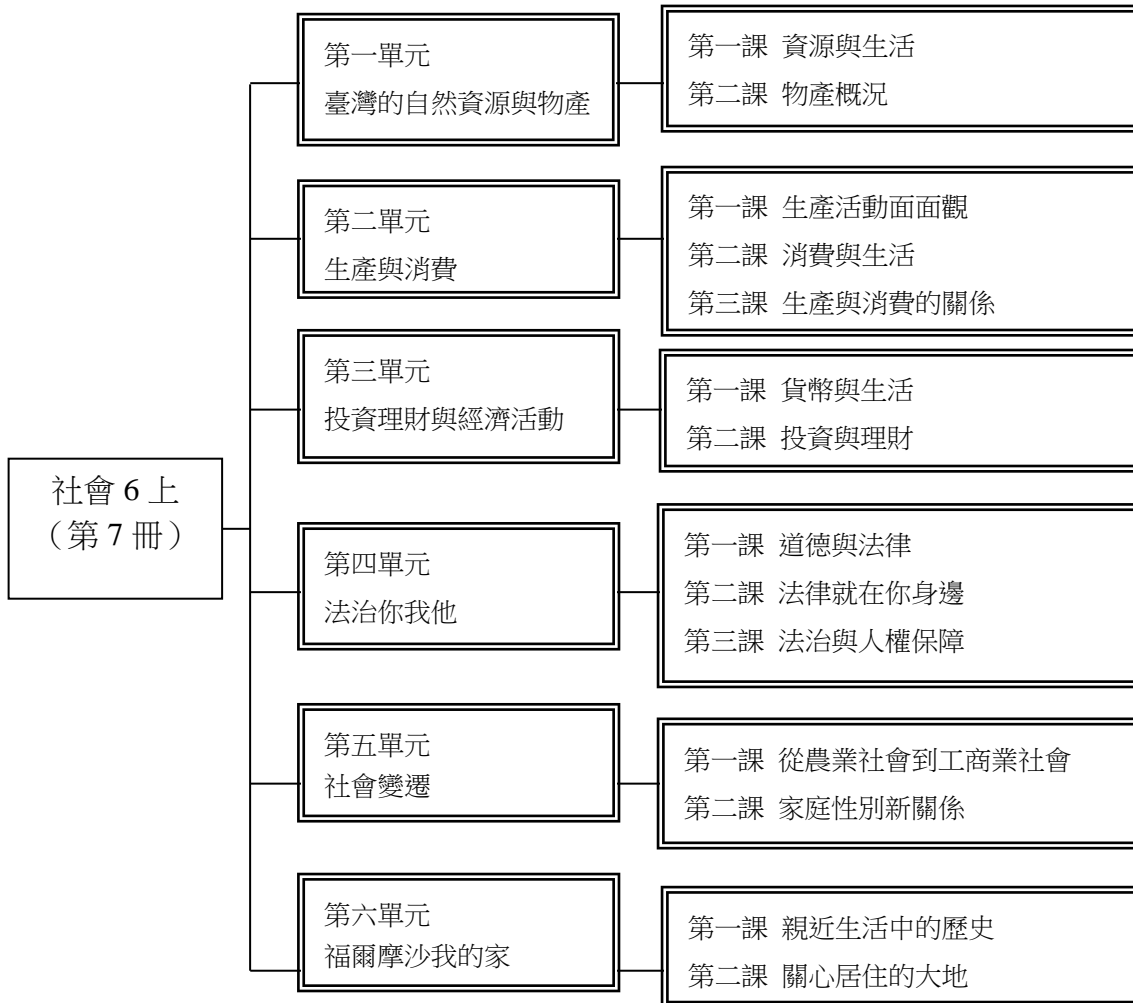 社會 6 上
（第 7 冊）
第一單元
臺灣的自然資源與物產
第一課 資源與生活
第二課 物產概況
第二單元
生產與消費
第一課 生產活動面面觀
第二課 消費與生活
第三課 生產與消費的關係
第三單元
投資理財與經濟活動
第一課 貨幣與生活
第二課 投資與理財
第四單元
法治你我他
第一課 道德與法律
第二課 法律就在你身邊
第三課 法治與人權保障
第五單元
社會變遷
第一課 從農業社會到工商業社會
第二課 家庭性別新關係
第六單元
福爾摩沙我的家
第一課 親近生活中的歷史
第二課 關心居住的大地